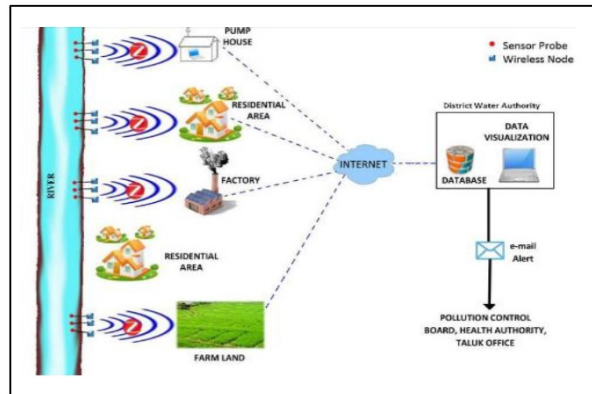 PUMP
HOUSE
Sensor Probe
Wireless Node
RESIDENTIAL
AREA
District Water Authority
DATA
VISUALIZATION
INTERNET
DATABASE
FACTORY
RIVER
RESIDENTIAL
AREA
e-mail
Alert
POLLUTION CONTROL
BOARD, HEALTH AUTHORITY,
TALUK OFFICE
FARM LAND